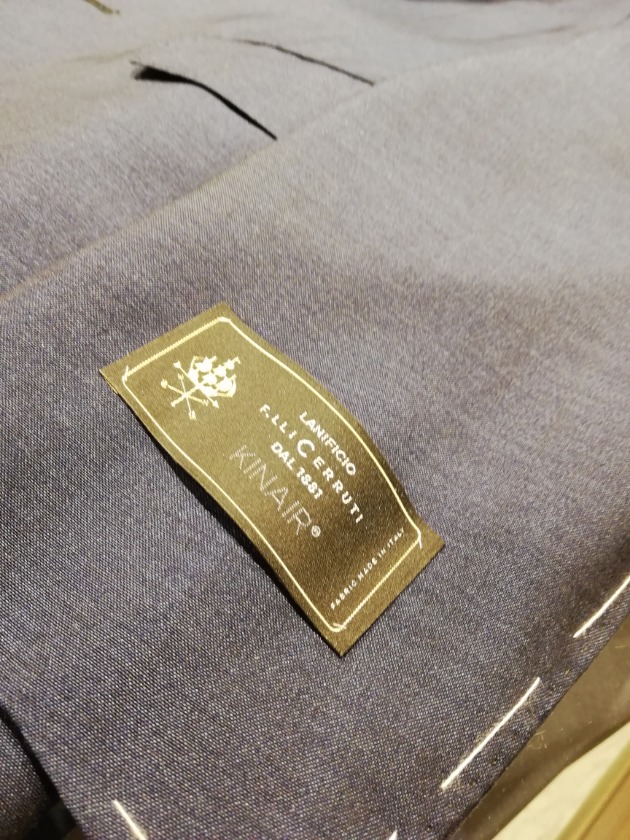 LANIFICIO
F.LLI CERRUTI
DAL 1881
KINAIR®
FABRIC MADE IN ITALY